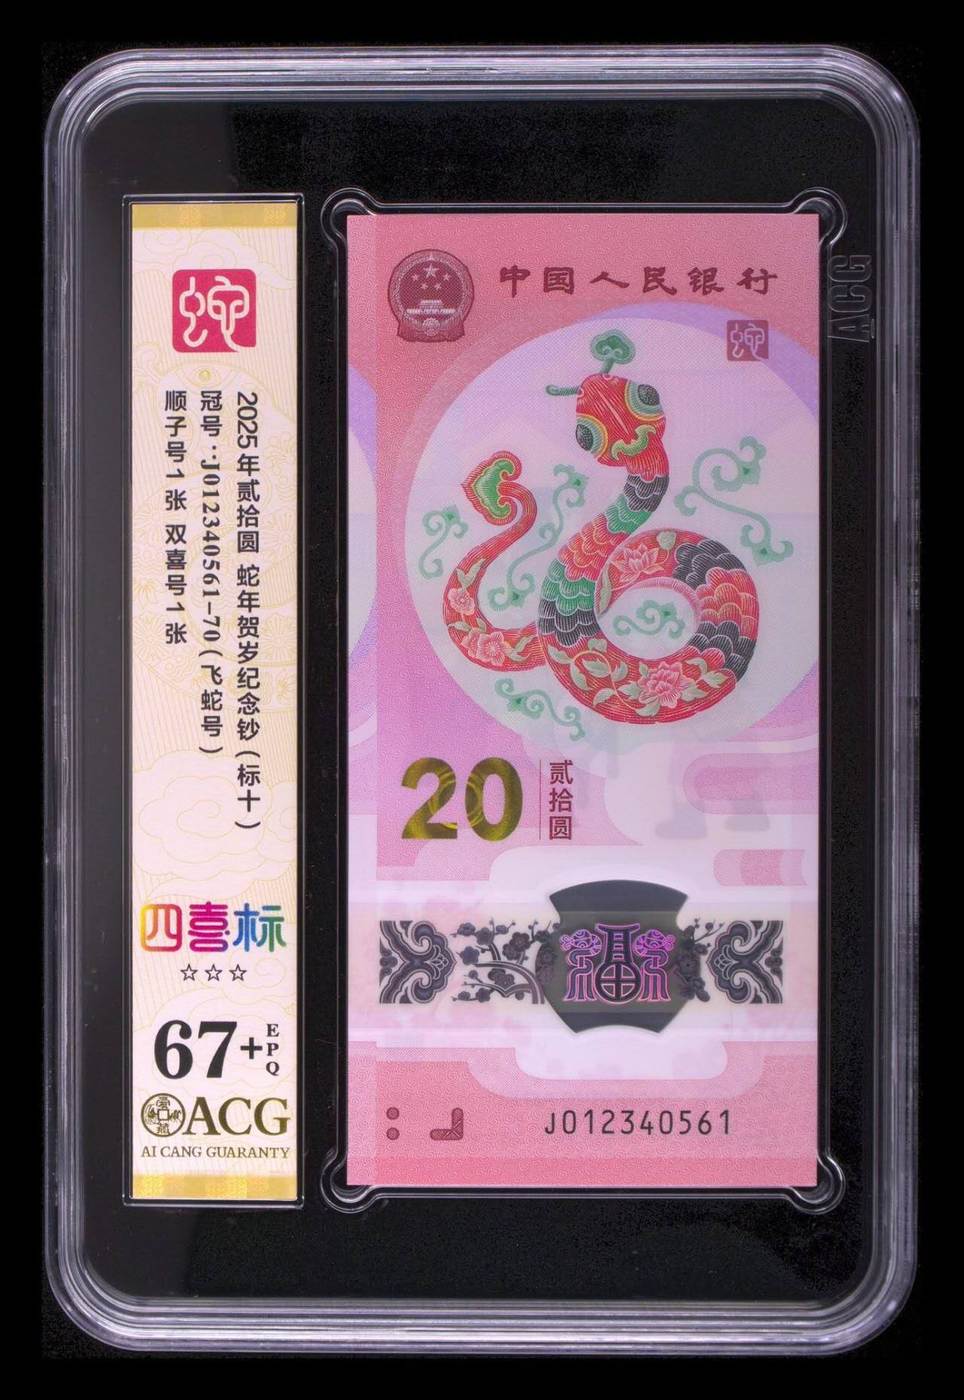 蛇
2025年贰拾圆 蛇年贺岁纪念钞(标十)
冠号:J012340561-70(飞蛇号)
顺子号1张 双喜号1张
四喜标
☆☆☆
67+
EPQ
ACG
AI CANG GUARANTY
中国人民银行
蛇
20
贰拾圆
福
J012340561
ACG